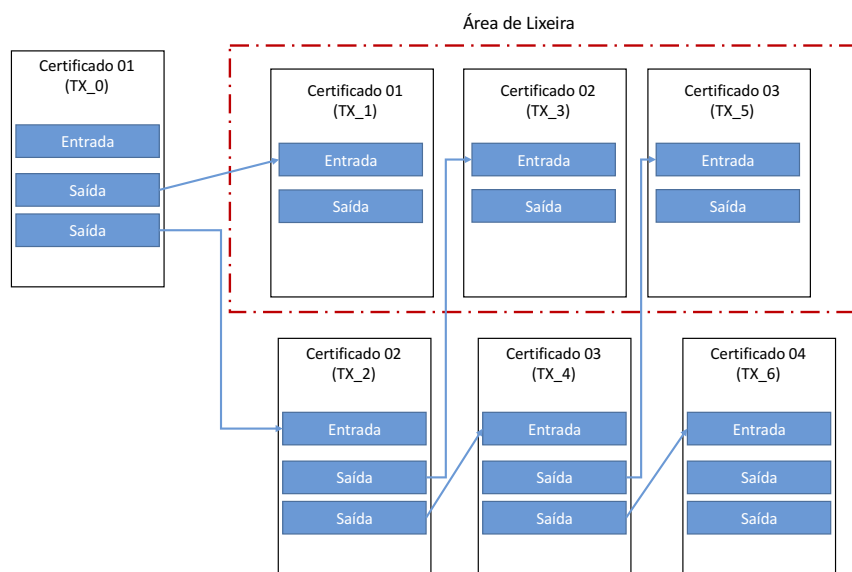 Área de Lixeira
Certificado 01
(TX_0)
Entrada
Saída
Saída
Certificado 01
(TX_1)
Entrada
Saída
Certificado 02
(TX_3)
Entrada
Saída
Certificado 03
(TX_5)
Entrada
Saída
Certificado 02
(TX_2)
Entrada
Saída
Saída
Certificado 03
(TX_4)
Entrada
Saída
Saída
Certificado 04
(TX_6)
Entrada
Saída
Saída